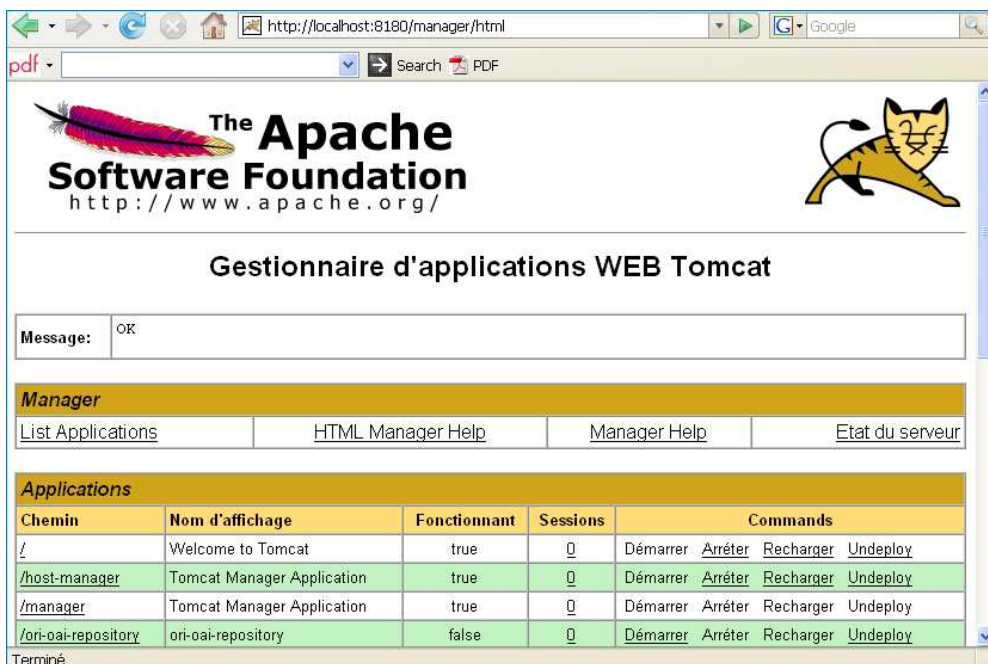 http://localhost:8180/manager/html
G Google
pdf
Search PDF
The Apache
Software Foundation
http://www.apache.org/
Gestionnaire d'applications WEB Tomcat
Message: OK
Manager
List Applications HTML Manager Help Manager Help Etat du serveur
Applications
Chemin Nom d'affichage Fonctionnant Sessions Commands
/ Welcome to Tomcat true 0 Démarrer Arréter Recharger Undeploy
/host-manager Tomcat Manager Application true 0 Démarrer Arréter Recharger Undeploy
/manager Tomcat Manager Application true 0 Démarrer Arréter Recharger Undeploy
/ori-oai-repository ori-oai-repository false 0 Démarrer Arréter Recharger Undeploy
Terminé